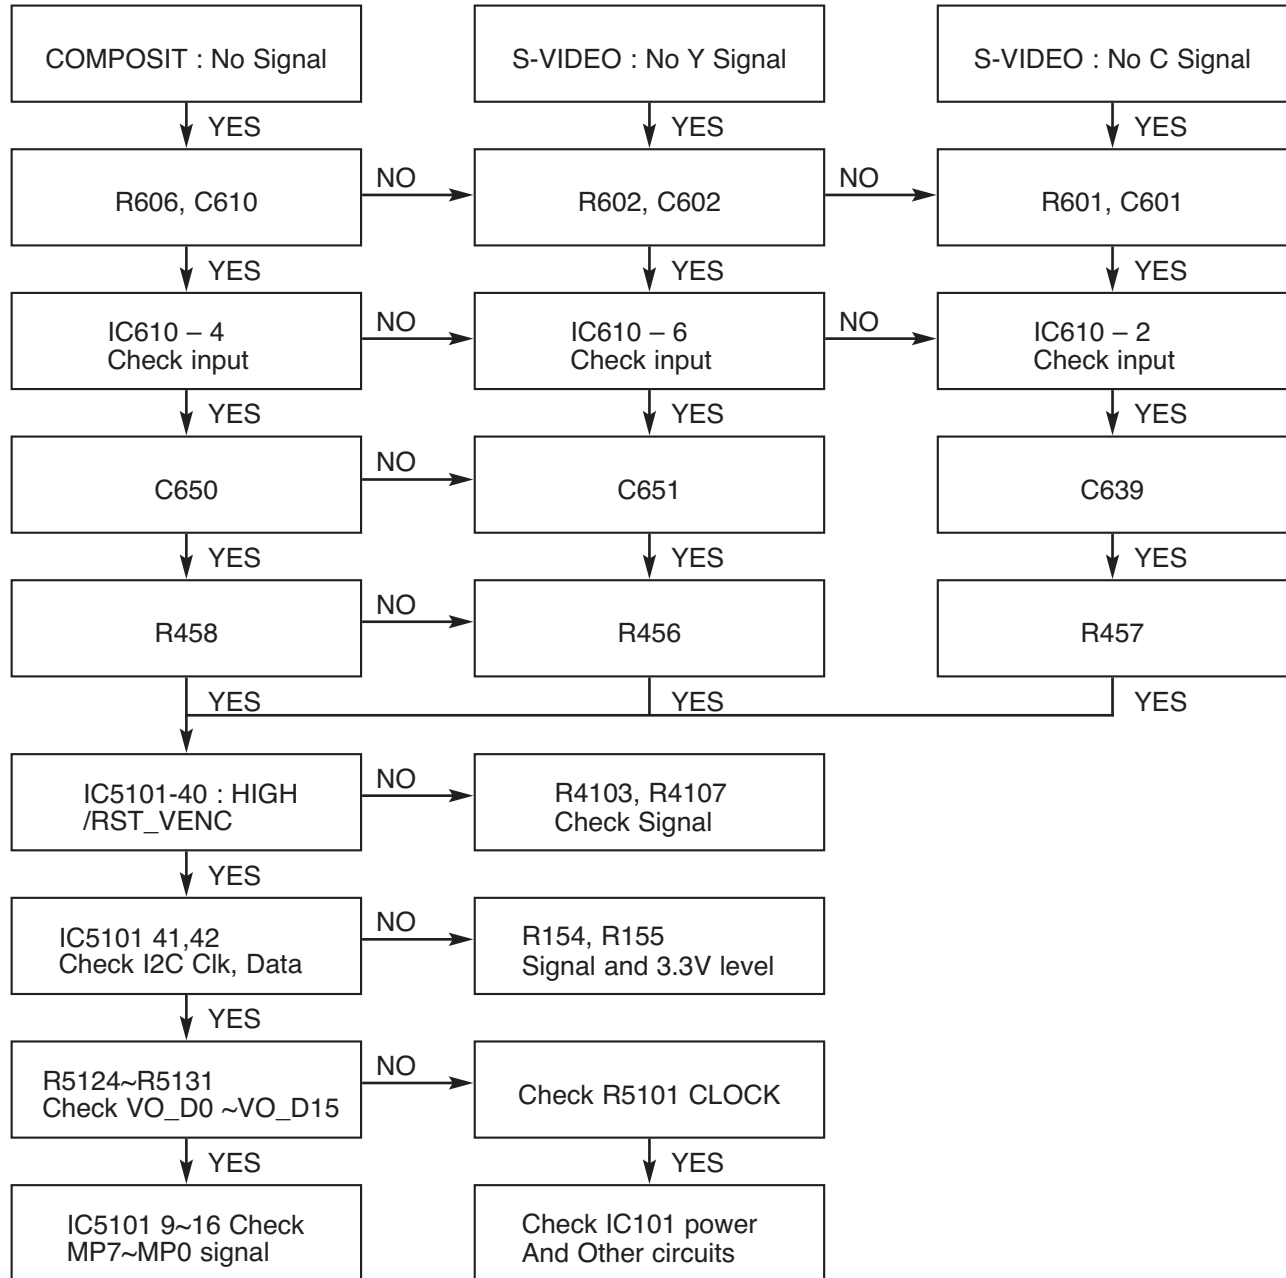 COMPOSIT : No Signal
S-VIDEO : No Y Signal
S-VIDEO : No C Signal
YES
YES
YES
R606, C610
NO
R602, C602
NO
R601, C601
YES
YES
YES
IC610 – 4
Check input
NO
IC610 – 6
Check input
NO
IC610 – 2
Check input
YES
YES
YES
C650
NO
C651
C639
YES
YES
YES
R458
NO
R456
R457
YES
YES
YES
IC5101-40 : HIGH
/RST_VENC
NO
R4103, R4107
Check Signal
YES
IC5101 41,42
Check I2C Clk, Data
NO
R154, R155
Signal and 3.3V level
YES
R5124~R5131
Check VO_D0 ~VO_D15
NO
Check R5101 CLOCK
YES
YES
IC5101 9~16 Check
MP7~MP0 signal
Check IC101 power
And Other circuits